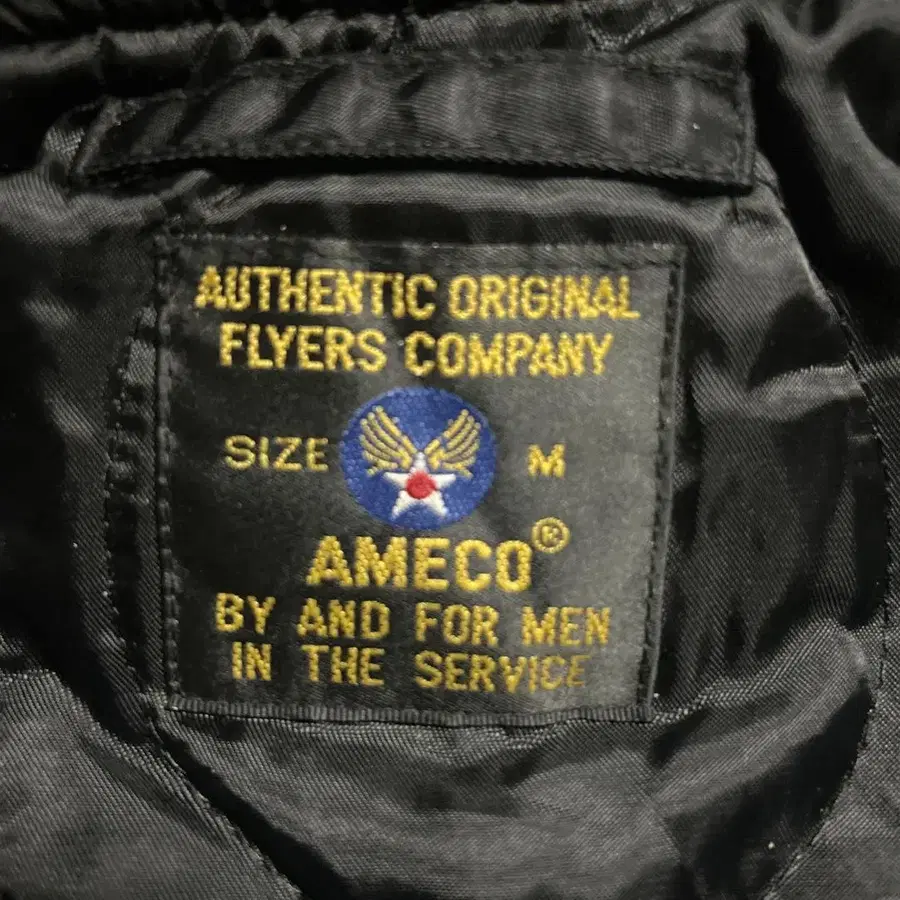 AUTHENTIC ORIGINAL
FLYERS COMPANY
SIZE M
AMECO®
BY AND FOR MEN
IN THE SERVICE